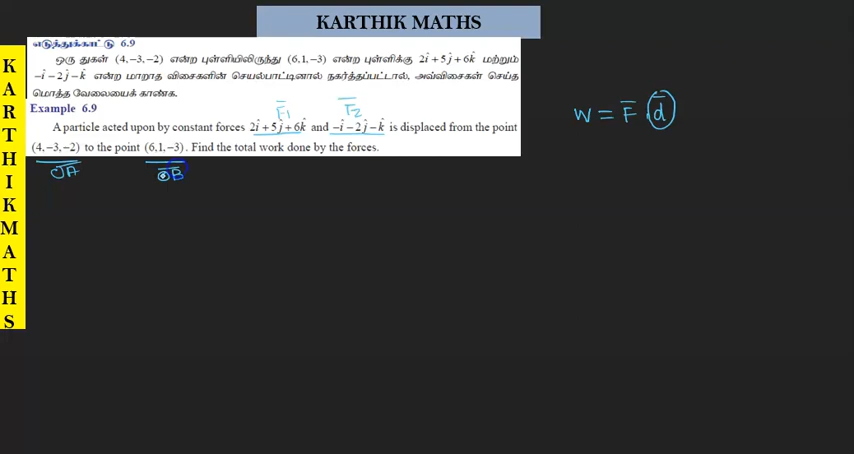 KARTHIK MATHS
KARTHIKMATHS
எடுத்துக்காட்டு 6.9
ஒரு துகள் (4,−3,−2) என்ற புள்ளியிலிருந்து (6,1,−3) என்ற புள்ளிக்கு 2î + 5ĵ + 6k̂ மற்றும்
−î − 2ĵ − k̂ என்ற மாறாத விசைகளின் செயல்பாட்டினால் நகர்த்தப்பட்டால், அவ்விசைகள் செய்த
மொத்த வேலையைக் காண்க.
Example 6.9
F̅1 F̅2
A particle acted upon by constant forces 2î + 5ĵ + 6k̂ and −î − 2ĵ − k̂ is displaced from the point
(4,−3,−2) to the point (6,1,−3). Find the total work done by the forces.
OA OB
W = F̅ . d̅